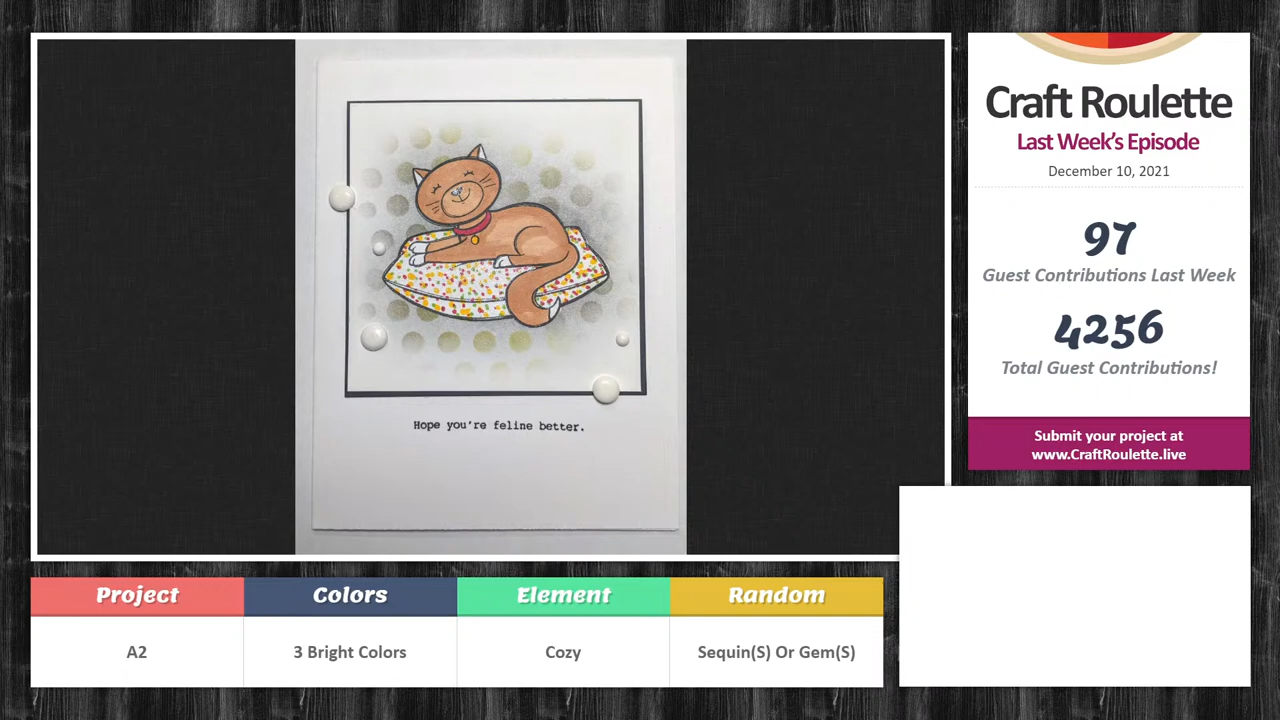 Hope you're feline better.
Craft Roulette
Last Week's Episode
December 10, 2021
97
Guest Contributions Last Week
4256
Total Guest Contributions!
Submit your project at
www.CraftRoulette.live
Project
Colors
Element
Random
A2
3 Bright Colors
Cozy
Sequin(S) Or Gem(S)